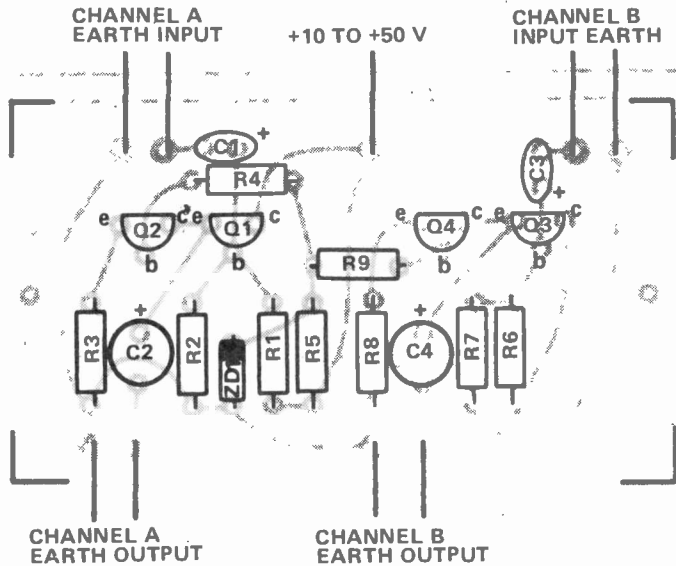 CHANNEL A
EARTH INPUT
+10 TO +50 V
CHANNEL B
INPUT EARTH
C1
+
R4
C3
+
e
Q2
c
b
e
Q1
c
b
e
Q4
b
e
Q3
c
b
R9
R3
+
C2
R2
ZD1
R1
R5
R8
+
C4
R7
R6
CHANNEL A
EARTH OUTPUT
CHANNEL B
EARTH OUTPUT